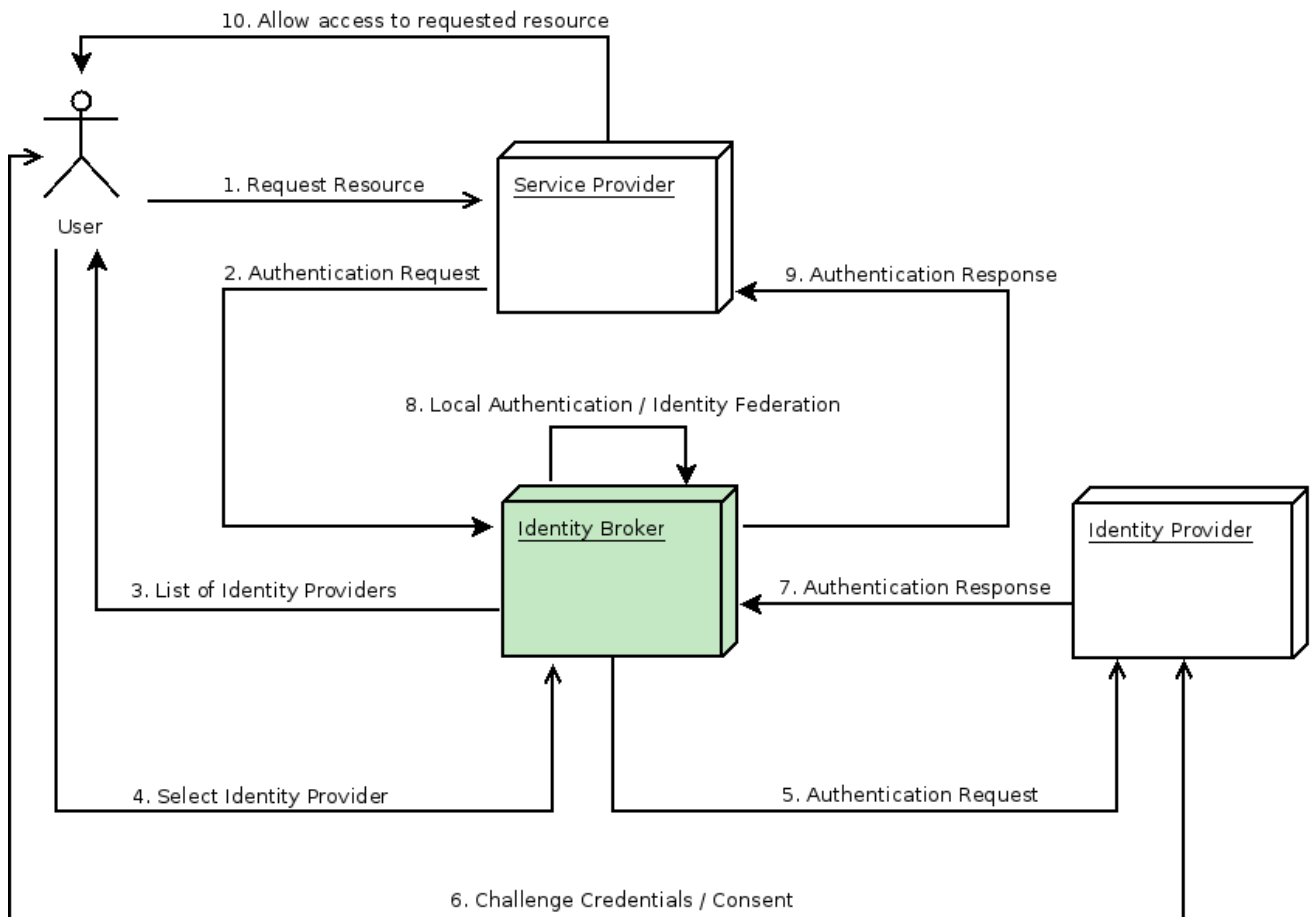 10. Allow access to requested resource
1. Request Resource
Service Provider
User
2. Authentication Request
9. Authentication Response
8. Local Authentication / Identity Federation
Identity Broker
Identity Provider
3. List of Identity Providers
7. Authentication Response
4. Select Identity Provider
5. Authentication Request
6. Challenge Credentials / Consent